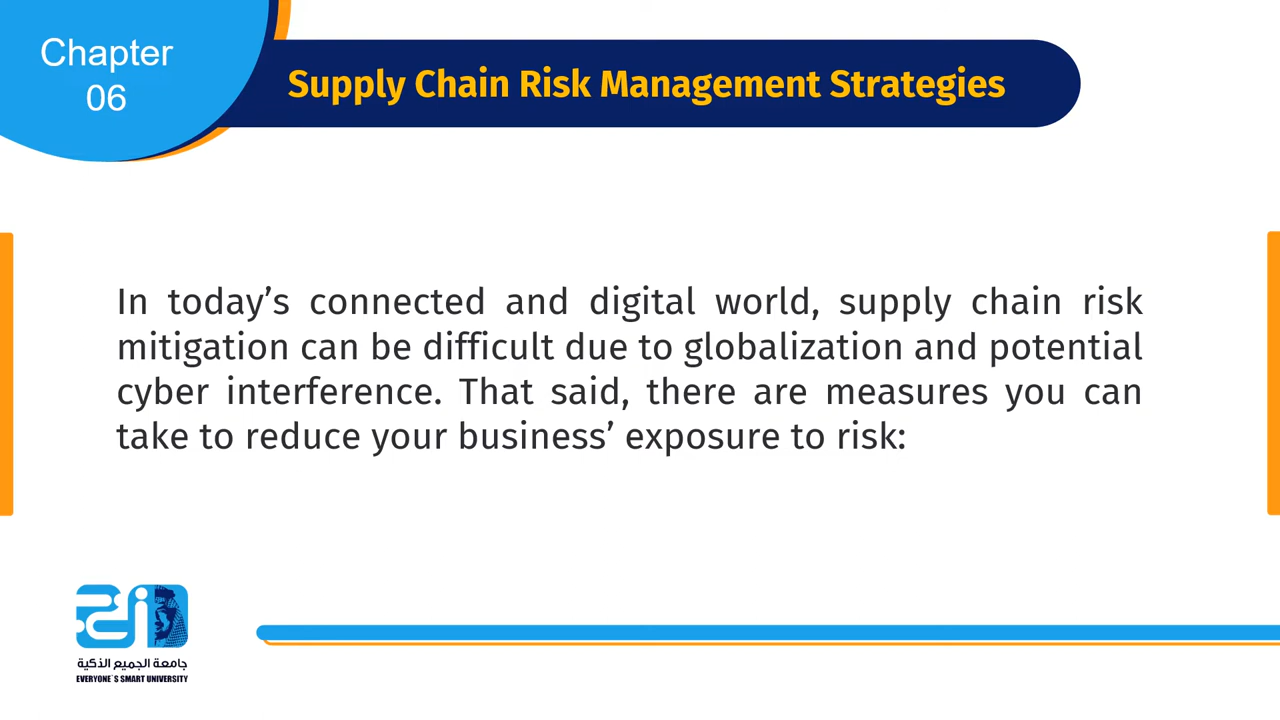 Chapter
06
Supply Chain Risk Management Strategies
In today’s connected and digital world, supply chain risk
mitigation can be difficult due to globalization and potential
cyber interference. That said, there are measures you can
take to reduce your business’ exposure to risk:
جامعة الجميع الذكية
EVERYONE`S SMART UNIVERSITY